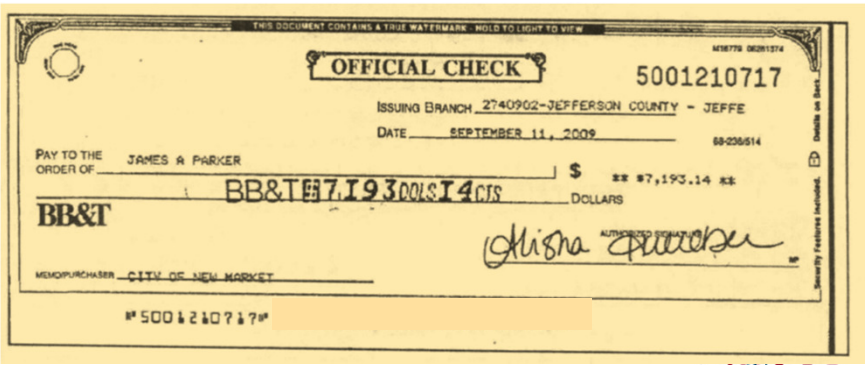 THIS DOCUMENT CONTAINS A TRUE WATERMARK - HOLD TO LIGHT TO VIEW
OFFICIAL CHECK
5001210717
ISSUING BRANCH 2740902-JEFFERSON COUNTY - JEFFE
DATE SEPTEMBER 11, 2009
68-236/514
PAY TO THE
ORDER OF JAMES A PARKER
$ ** $7,193.14 **
BB&T 7,193 DOLS 14 CTS DOLLARS
BB&T
AUTHORIZED SIGNATURE
Alisha
MEMO/PURCHASER CITY OF NEW MARKET
"5001210717"
Security Features Included. Details on Back.